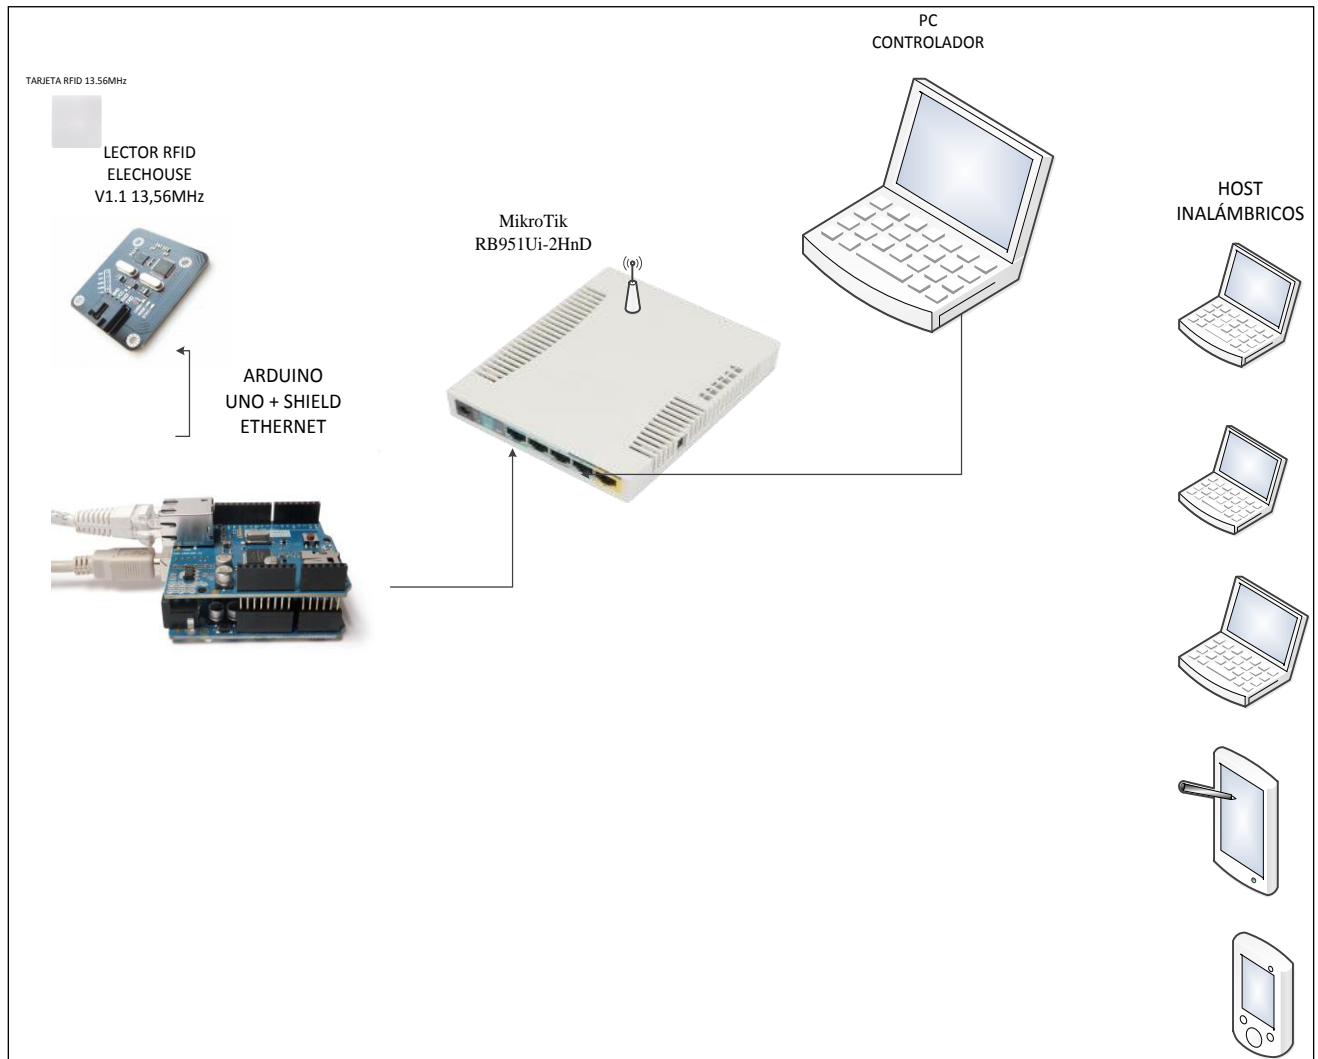 PC
CONTROLADOR
TARJETA RFID 13.56MHz
LECTOR RFID
ELECHOUSE
V1.1 13,56MHz
HOST
INALÁMBRICOS
MikroTik
RB951Ui-2HnD
ARDUINO
UNO + SHIELD
ETHERNET